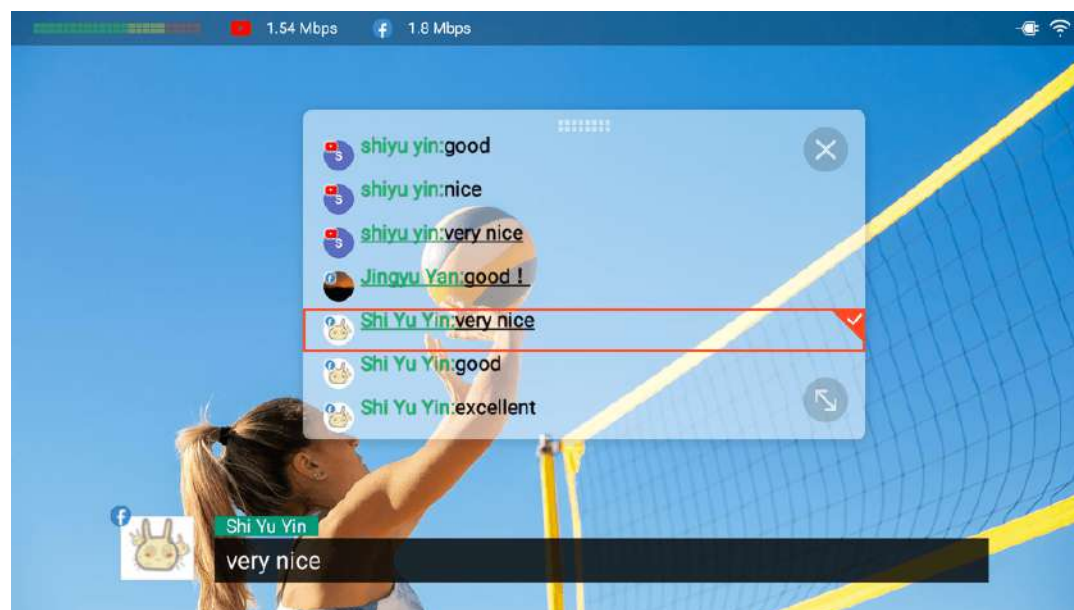 1.54 Mbps
1.8 Mbps
shiyu yin:good
shiyu yin:nice
shiyu yin:very nice
Jingyu Yan:good！
Shi Yu Yin:very nice
Shi Yu Yin:good
Shi Yu Yin:excellent
Shi Yu Yin
very nice